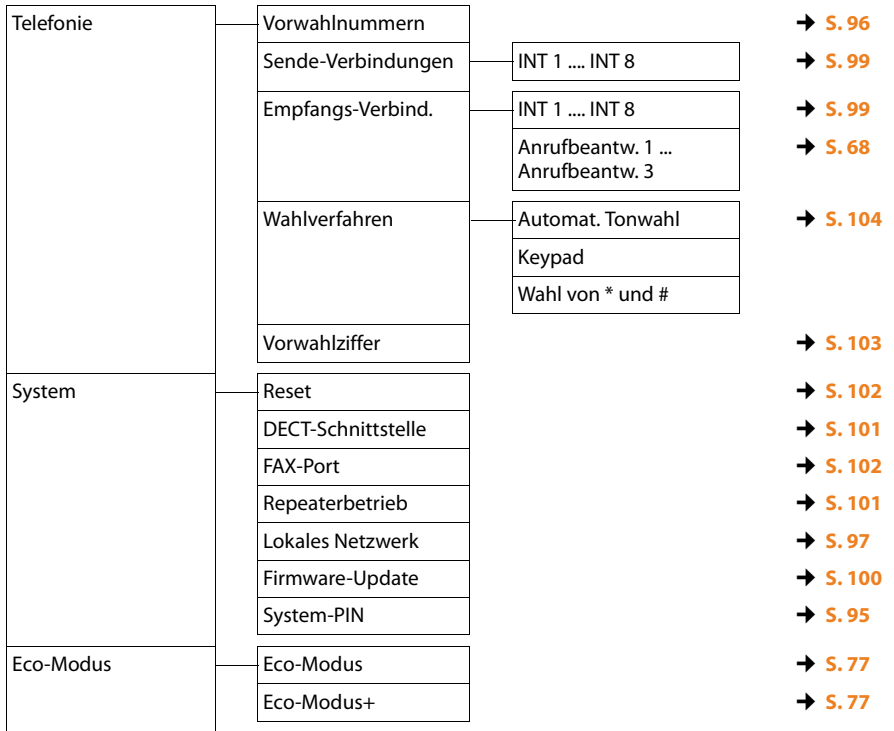 Telefonie Vorwahlnummern ➔ S. 96
Sende-Verbindungen INT 1 .... INT 8 ➔ S. 99
Empfangs-Verbind. INT 1 .... INT 8 ➔ S. 99
Anrufbeantw. 1 ... ➔ S. 68
Anrufbeantw. 3
Wahlverfahren Automat. Tonwahl ➔ S. 104
Keypad
Wahl von * und #
Vorwahlziffer ➔ S. 103
System Reset ➔ S. 102
DECT-Schnittstelle ➔ S. 101
FAX-Port ➔ S. 102
Repeaterbetrieb ➔ S. 101
Lokales Netzwerk ➔ S. 97
Firmware-Update ➔ S. 100
System-PIN ➔ S. 95
Eco-Modus Eco-Modus ➔ S. 77
Eco-Modus+ ➔ S. 77